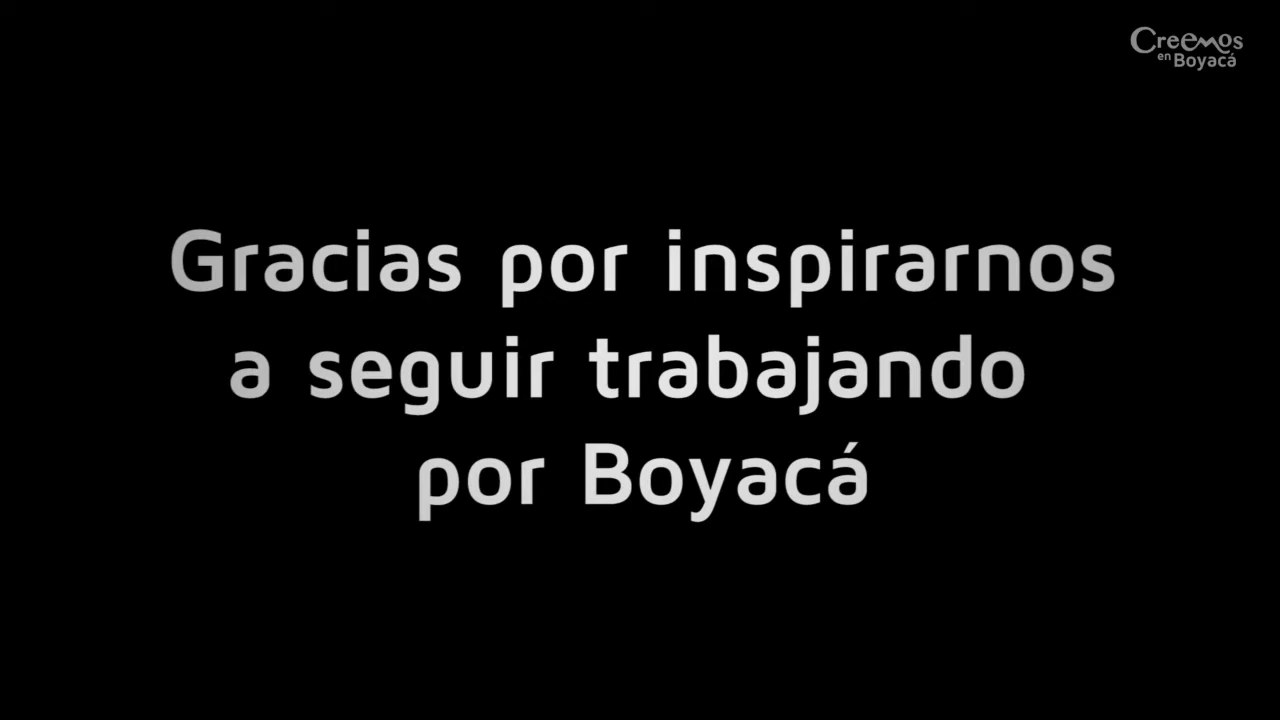 Creemos
en Boyacá
Gracias por inspirarnos
a seguir trabajando
por Boyacá